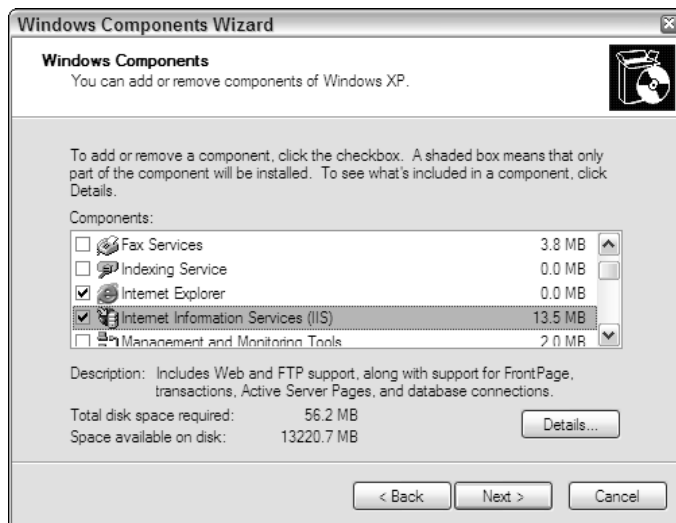 Windows Components Wizard
Windows Components
You can add or remove components of Windows XP.
To add or remove a component, click the checkbox. A shaded box means that only
part of the component will be installed. To see what's included in a component, click
Details.
Components:
Fax Services 3.8 MB
Indexing Service 0.0 MB
Internet Explorer 0.0 MB
Internet Information Services (IIS) 13.5 MB
Management and Monitoring Tools 2.0 MB
Description: Includes Web and FTP support, along with support for FrontPage,
transactions, Active Server Pages, and database connections.
Total disk space required: 56.2 MB
Space available on disk: 13220.7 MB
Details...
< Back Next > Cancel